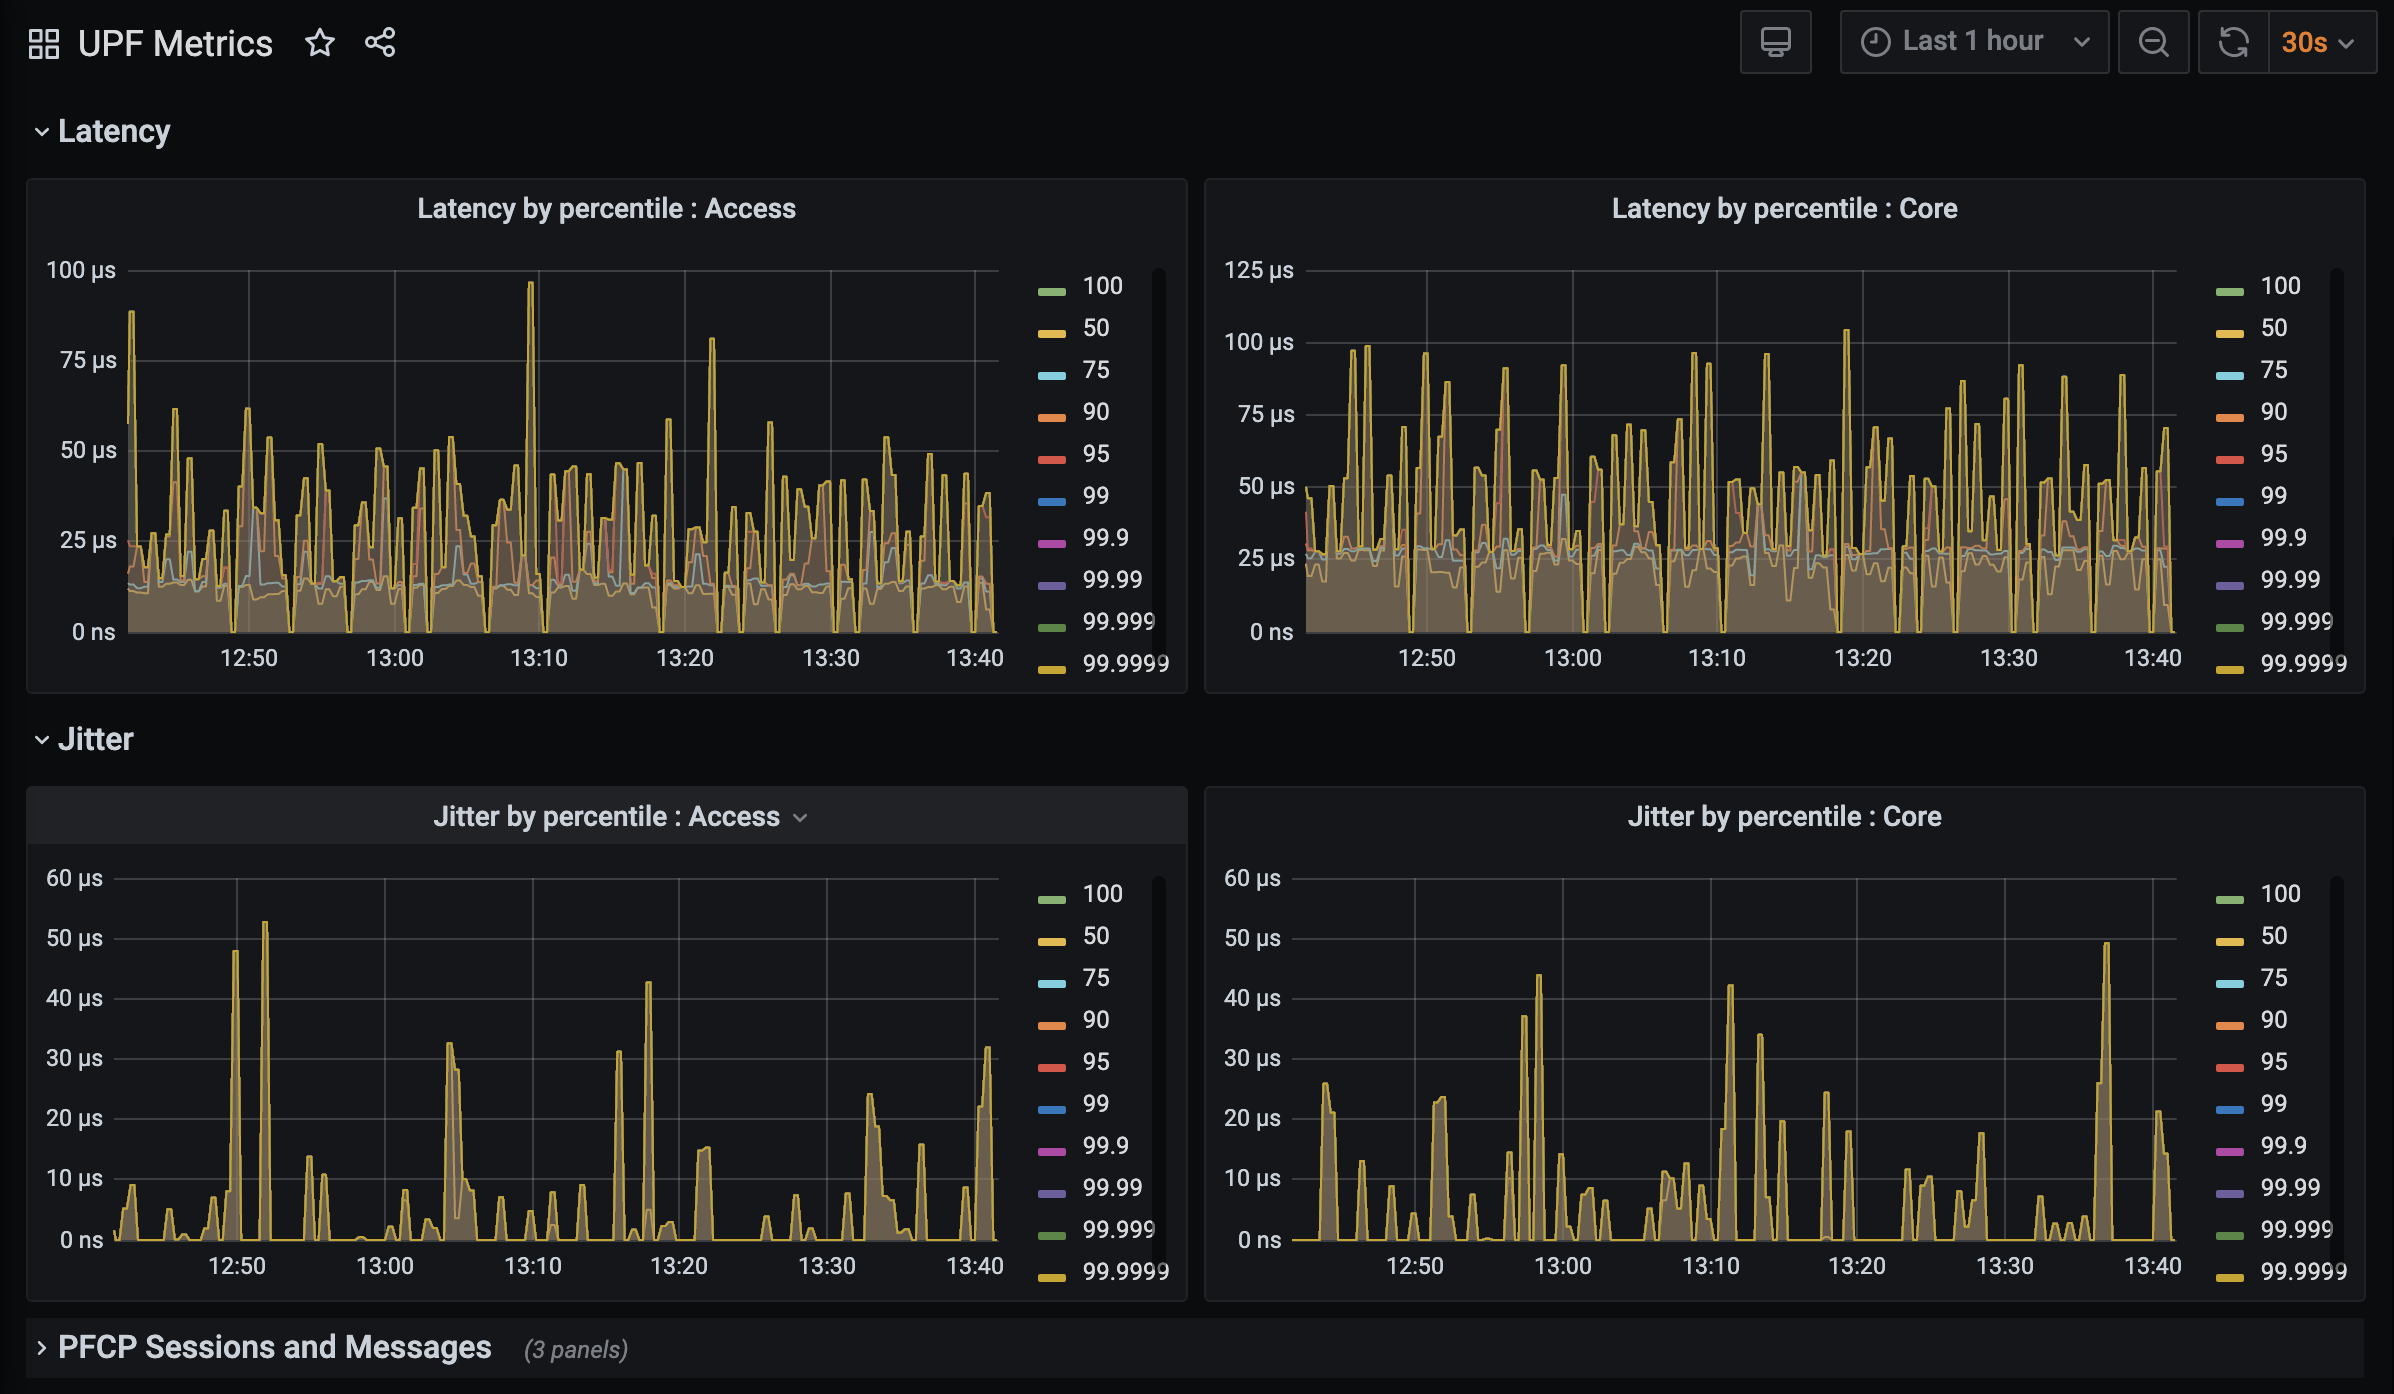 UPF Metrics
Last 1 hour
30s
Latency
Latency by percentile : Access
100 µs
75 µs
50 µs
25 µs
0 ns
12:50 13:00 13:10 13:20 13:30 13:40
100
50
75
90
95
99
99.9
99.99
99.999
99.9999
Latency by percentile : Core
125 µs
100 µs
75 µs
50 µs
25 µs
0 ns
12:50 13:00 13:10 13:20 13:30 13:40
100
50
75
90
95
99
99.9
99.99
99.999
99.9999
Jitter
Jitter by percentile : Access
60 µs
50 µs
40 µs
30 µs
20 µs
10 µs
0 ns
12:50 13:00 13:10 13:20 13:30 13:40
100
50
75
90
95
99
99.9
99.99
99.999
99.9999
Jitter by percentile : Core
60 µs
50 µs
40 µs
30 µs
20 µs
10 µs
0 ns
12:50 13:00 13:10 13:20 13:30 13:40
100
50
75
90
95
99
99.9
99.99
99.999
99.9999
PFCP Sessions and Messages (3 panels)